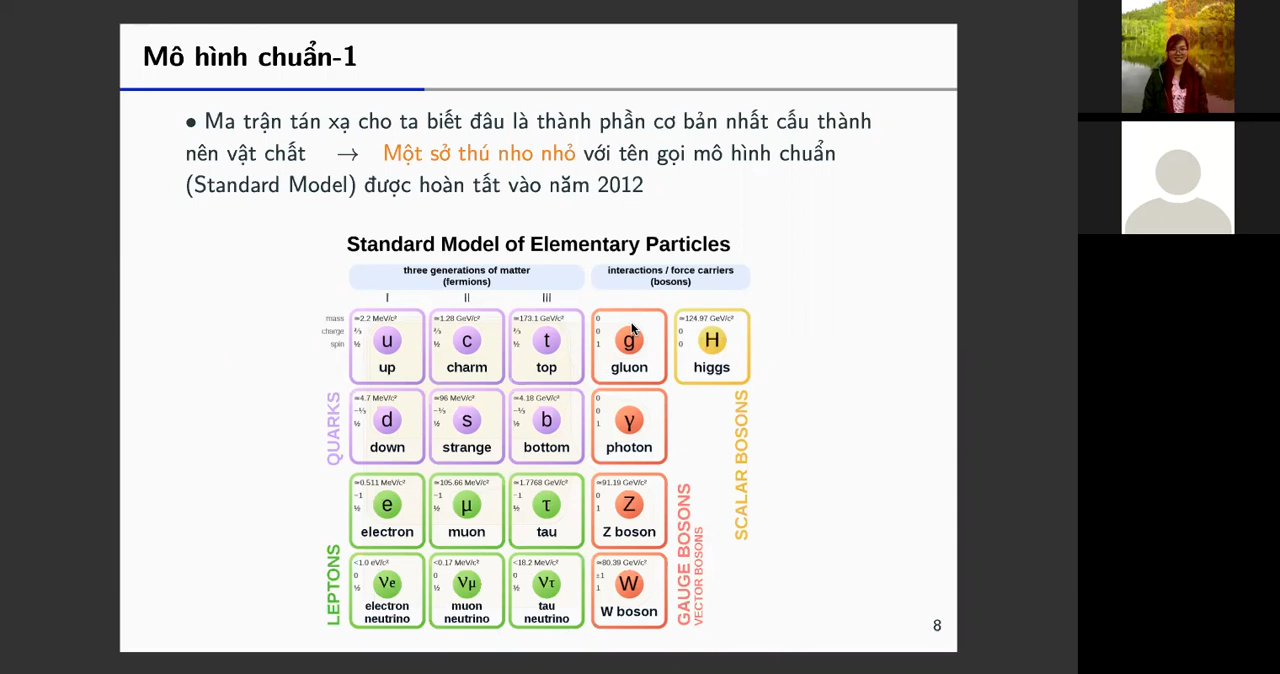 Mô hình chuẩn-1
• Ma trận tán xạ cho ta biết đâu là thành phần cơ bản nhất cấu thành
nên vật chất → Một sở thú nho nhỏ với tên gọi mô hình chuẩn
(Standard Model) được hoàn tất vào năm 2012
Standard Model of Elementary Particles
three generations of matter
(fermions)
interactions / force carriers
(bosons)
I II III
mass ≃2.2 MeV/c² ≃1.28 GeV/c² ≃173.1 GeV/c² 0 ≃124.97 GeV/c²
charge ⅔ ⅔ ⅔ 0 0
spin ½ ½ ½ 1 0
u c t g H
up charm top gluon higgs
QUARKS
≃4.7 MeV/c² ≃96 MeV/c² ≃4.18 GeV/c² 0
−⅓ −⅓ −⅓ 0
½ ½ ½ 1
d s b γ
down strange bottom photon
SCALAR BOSONS
≃0.511 MeV/c² ≃105.66 MeV/c² ≃1.7768 GeV/c² ≃91.19 GeV/c²
−1 −1 −1 0
½ ½ ½ 1
e μ τ Z
electron muon tau Z boson
LEPTONS
<1.0 eV/c² <0.17 MeV/c² <18.2 MeV/c² ≃80.39 GeV/c²
0 0 0 ±1
½ ½ ½ 1
νe νμ ντ W
electron
neutrino
muon
neutrino
tau
neutrino
W boson
GAUGE BOSONS
VECTOR BOSONS
8